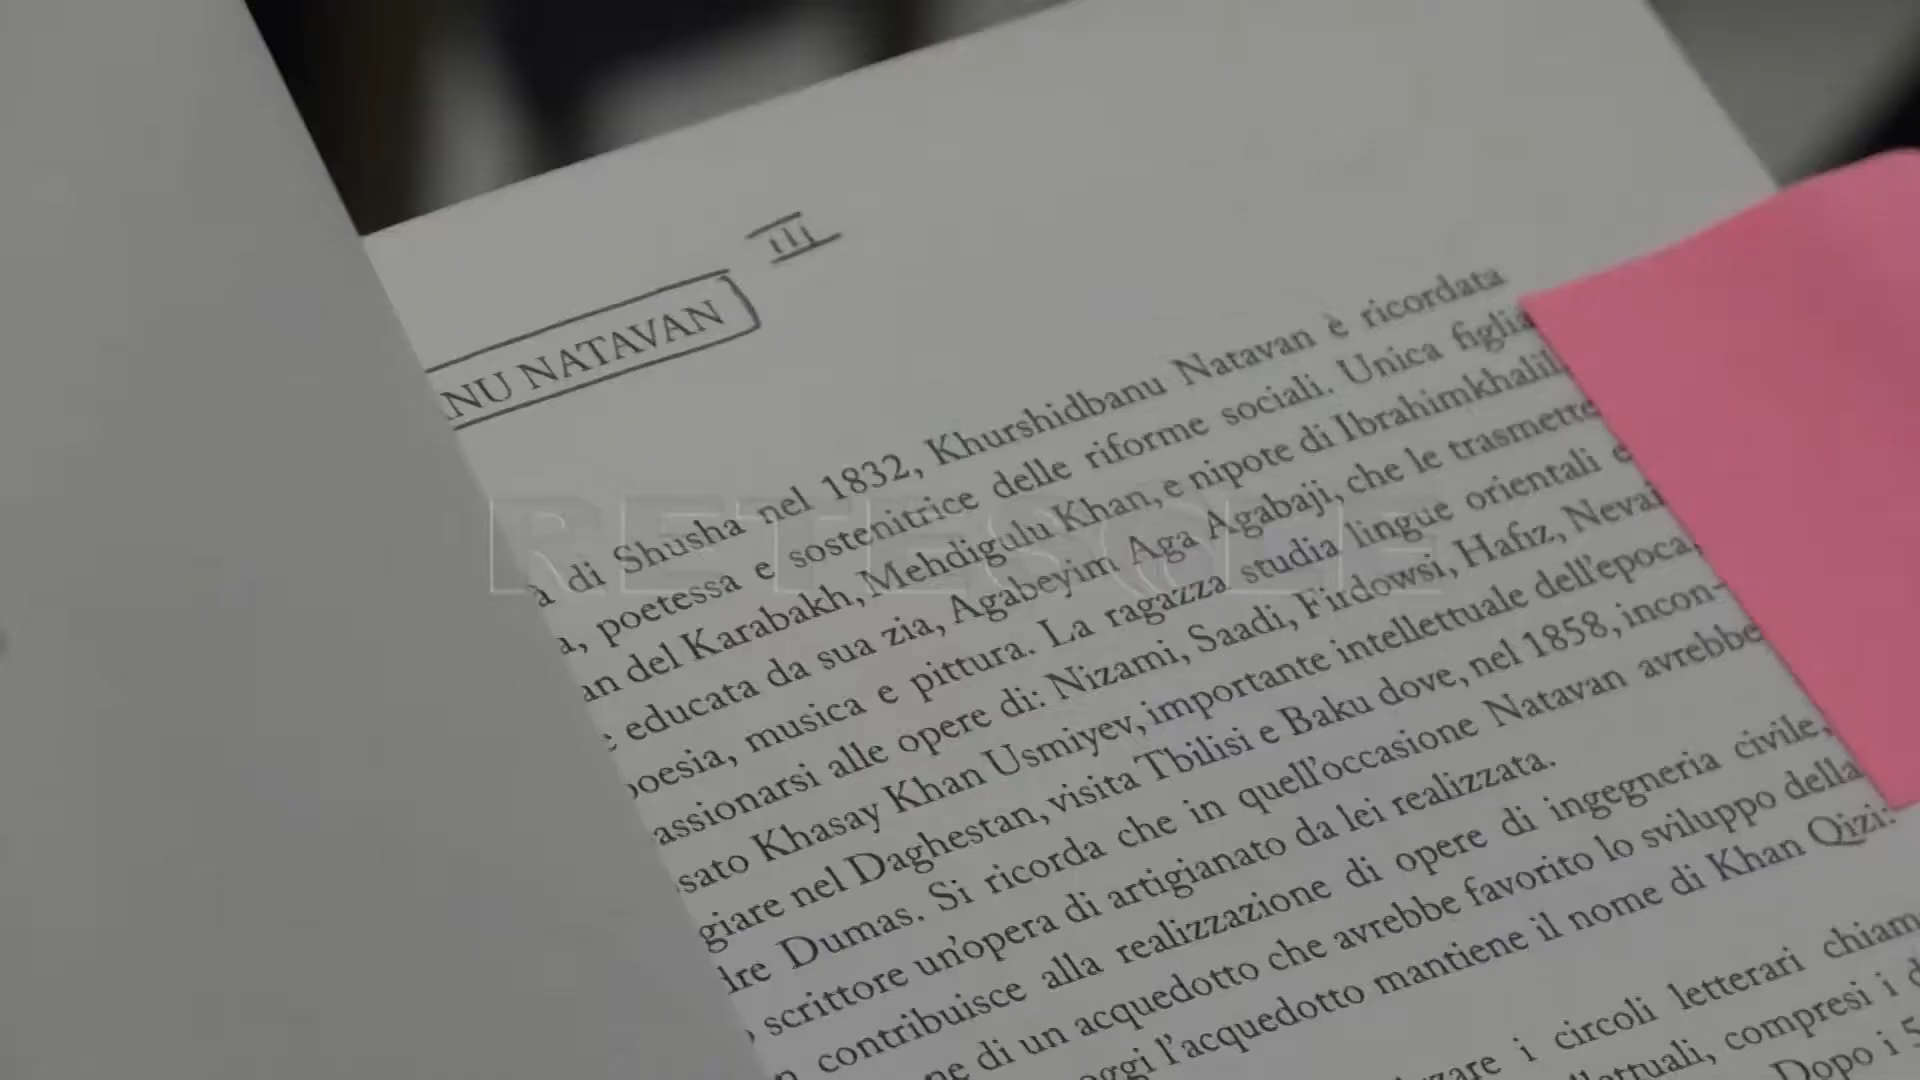 III
NU NATAVAN
di Shusha nel 1832, Khurshidbanu Natavan è ricordata
poetessa e sostenitrice delle riforme sociali. Unica figlia
an del Karabakh, Mehdigulu Khan, e nipote di Ibrahimkhalil
educata da sua zia, Agabeyim Aga Agabaji, che le trasmette
poesia, musica e pittura. La ragazza studia lingue orientali e
assionarsi alle opere di: Nizami, Saadi, Firdowsi, Hafiz, Nevai
sato Khasay Khan Usmiyev, importante intellettuale dell'epoca,
giare nel Daghestan, visita Tbilisi e Baku dove, nel 1858, incon-
dre Dumas. Si ricorda che in quell'occasione Natavan avrebbe
scrittore un'opera di artigianato da lei realizzata.
contribuisce alla realizzazione di opere di ingegneria civile,
ne di un acquedotto che avrebbe favorito lo sviluppo della
oggi l'acquedotto mantiene il nome di Khan Qizi:
zare i circoli letterari chiam
lettuali, compresi i d
Dopo i 5
RETESOLE